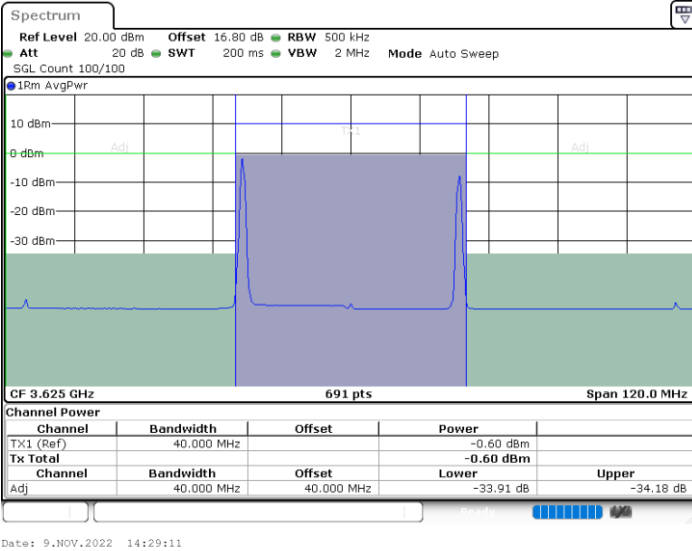 Spectrum
Ref Level 20.00 dBm Offset 16.80 dB RBW 500 kHz
Att 20 dB SWT 200 ms VBW 2 MHz Mode Auto Sweep
SGL Count 100/100
1Rm AvgPwr
10 dBm
TX1
Adj Adj
0 dBm
-10 dBm
-20 dBm
-30 dBm
CF 3.625 GHz 691 pts Span 120.0 MHz
Channel Power
Channel Bandwidth Offset Power
TX1 (Ref) 40.000 MHz -0.60 dBm
Tx Total -0.60 dBm
Channel Bandwidth Offset Lower Upper
Adj 40.000 MHz 40.000 MHz -33.91 dB -34.18 dB
Ready
Date: 9.NOV.2022 14:29:11